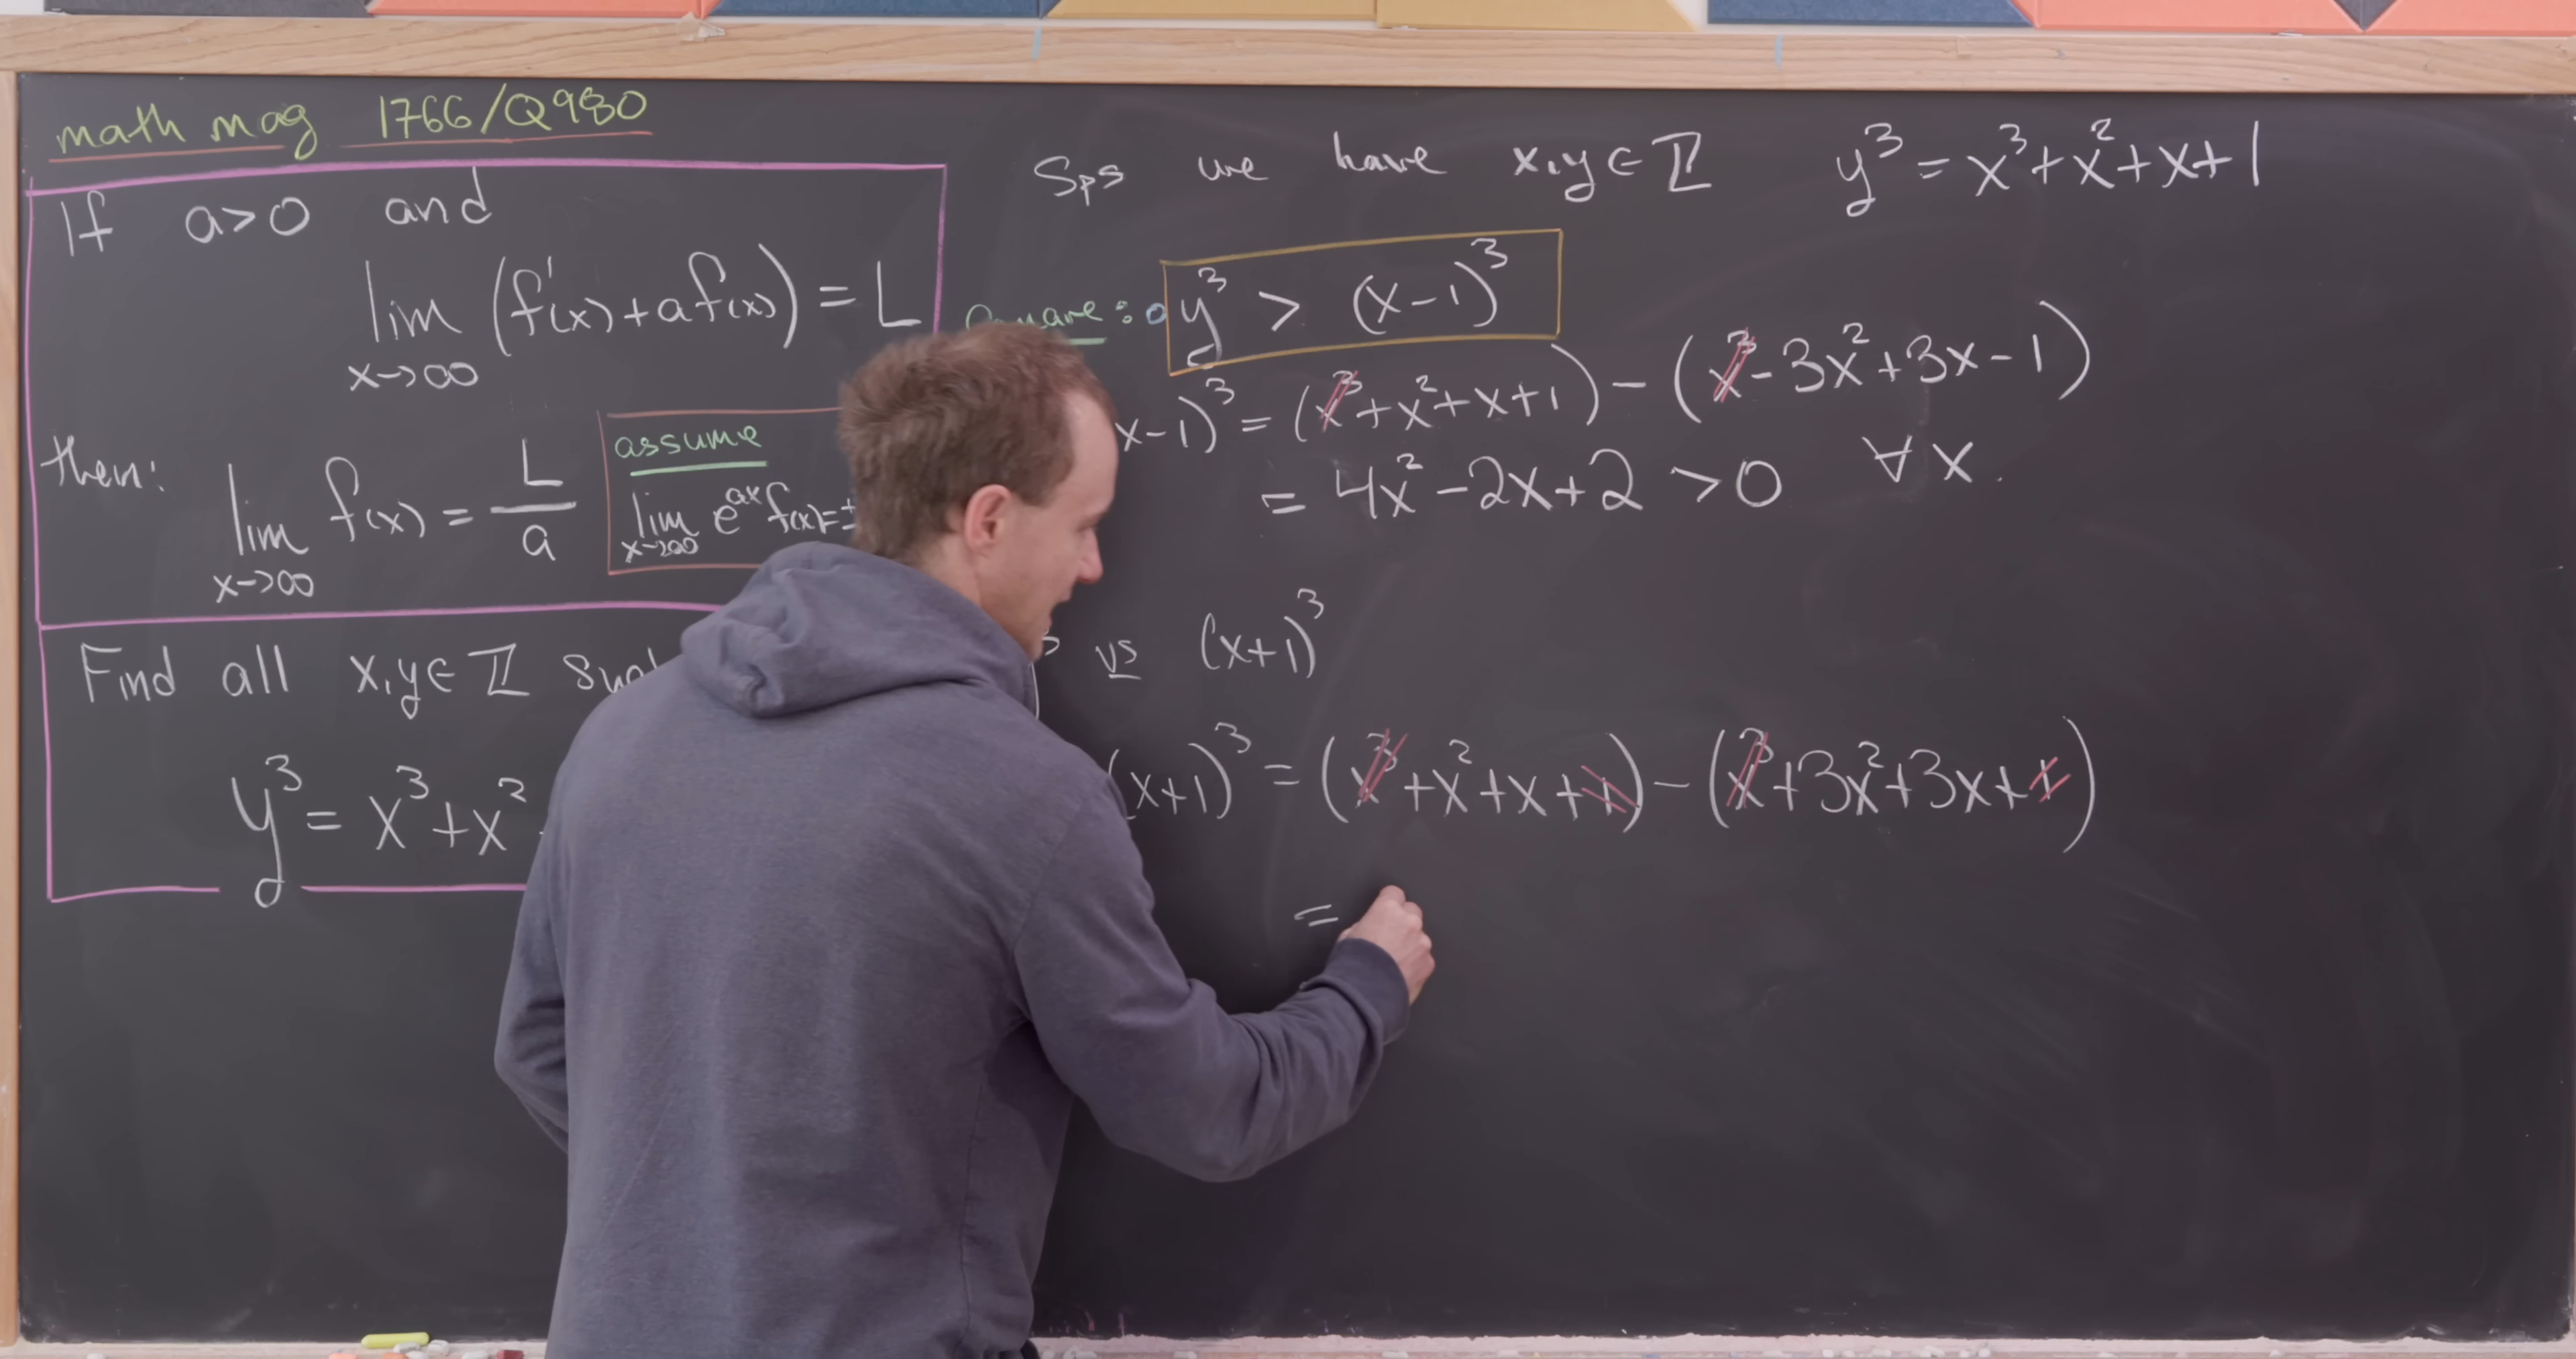 math mag 1766/Q980
If a>0 and
lim (f'(x)+af(x)) = L
x→∞
then: lim f(x) = L/a
x→∞
assume
lim e^{ax} f(x)=±
x→∞
Find all x,y∈ℤ
y³ = x³+x²
Sps we have x,y∈ℤ y³ = x³+x²+x+1
y³ > (x-1)³
x-1)³ = (x³+x²+x+1) - (x³-3x²+3x-1)
= 4x²-2x+2 >0 ∀x.
vs (x+1)³
(x+1)³ = (x³+x²+x+1) - (x³+3x²+3x+1)
=